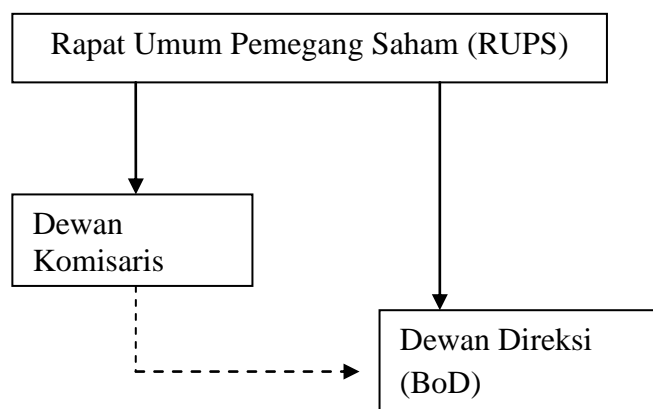 Rapat Umum Pemegang Saham (RUPS)
Dewan
Komisaris
Dewan Direksi
(BoD)